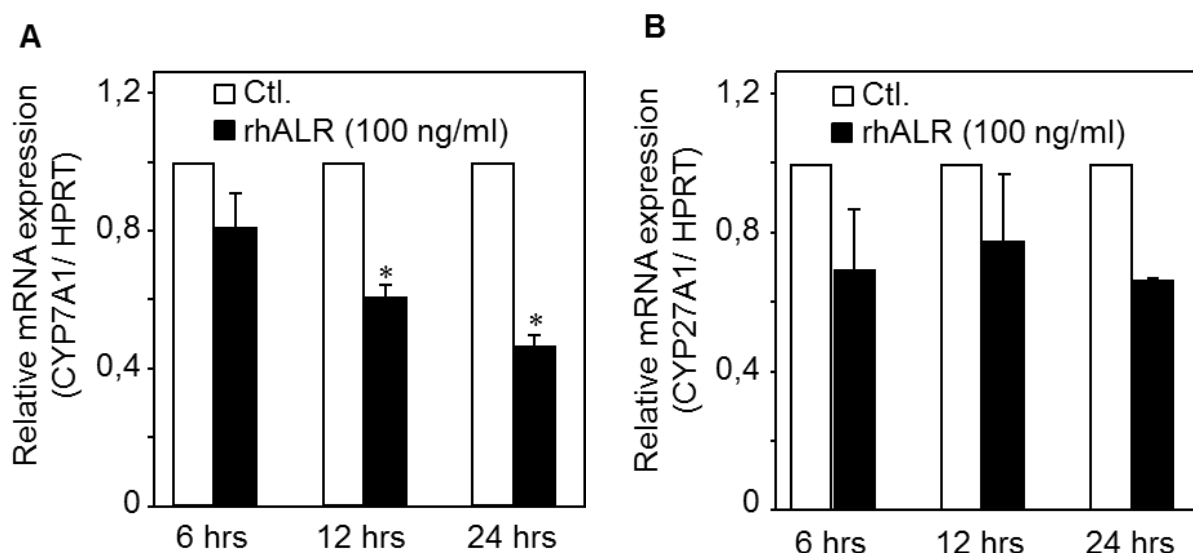 A
Relative mRNA expression
(CYP7A1/ HPRT)
1,2
0,8
0,4
0
Ctl.
rhALR (100 ng/ml)
*
*
6 hrs
12 hrs
24 hrs
B
Relative mRNA expression
(CYP27A1/ HPRT)
1,2
0,8
0,4
0
Ctl.
rhALR (100 ng/ml)
6 hrs
12 hrs
24 hrs